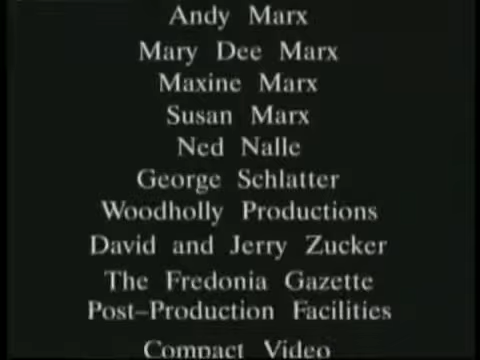 Andy Marx
Mary Dee Marx
Maxine Marx
Susan Marx
Ned Nalle
George Schlatter
Woodholly Productions
David and Jerry Zucker
The Fredonia Gazette
Post–Production Facilities
Compact Video